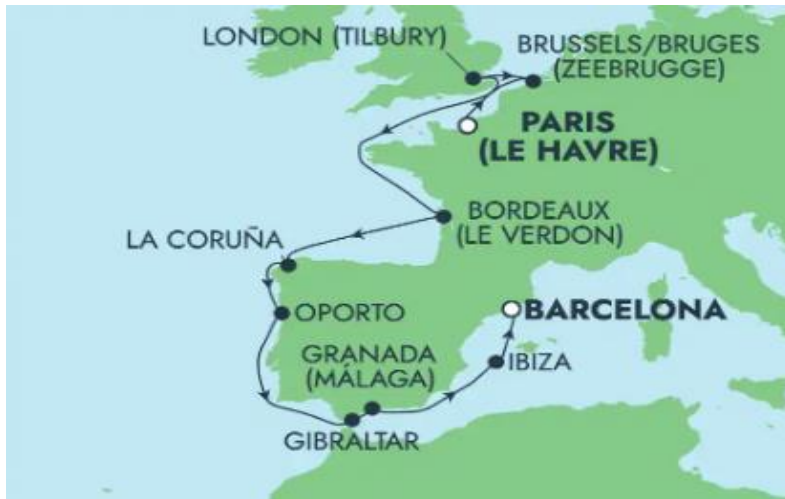 LONDON (TILBURY)
BRUSSELS/BRUGES
(ZEEBRUGGE)
PARIS
(LE HAVRE)
BORDEAUX
(LE VERDON)
LA CORUÑA
OPORTO
BARCELONA
GRANADA
(MÁLAGA)
IBIZA
GIBRALTAR